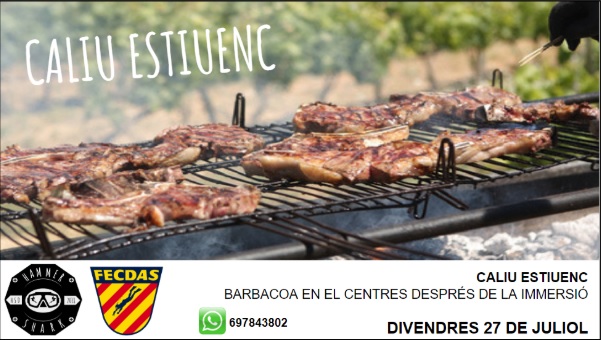 CALIU ESTIUENC
HAMMER
SHARK
FECDAS
697843802
CALIU ESTIUENC
BARBACOA EN EL CENTRES DESPRÉS DE LA IMMERSIÓ
DIVENDRES 27 DE JULIOL